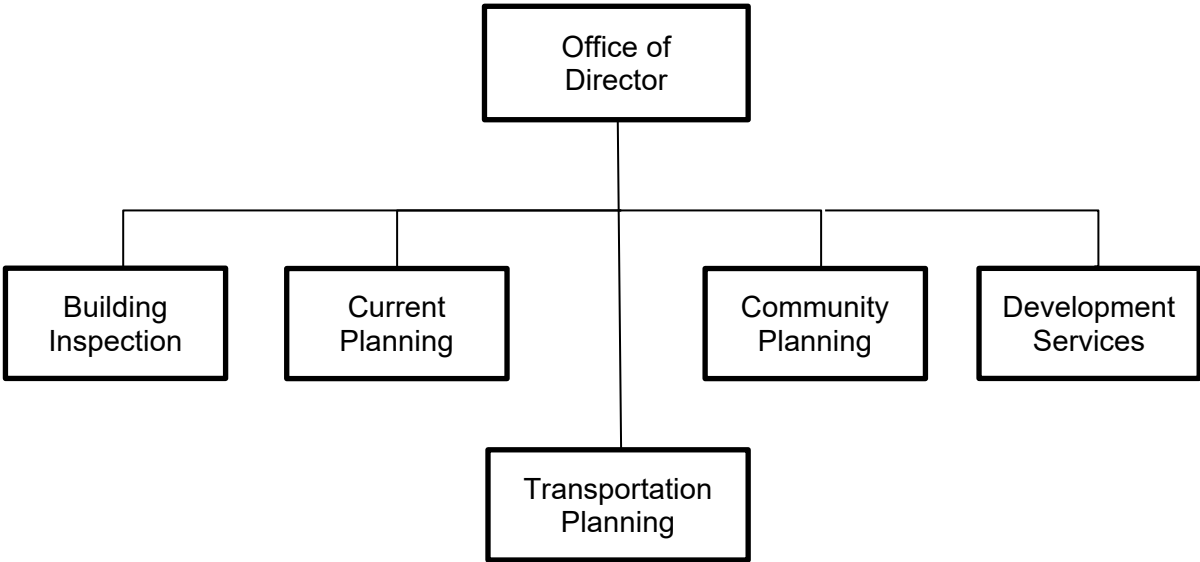 Office of
Director
Building
Inspection
Current
Planning
Community
Planning
Development
Services
Transportation
Planning